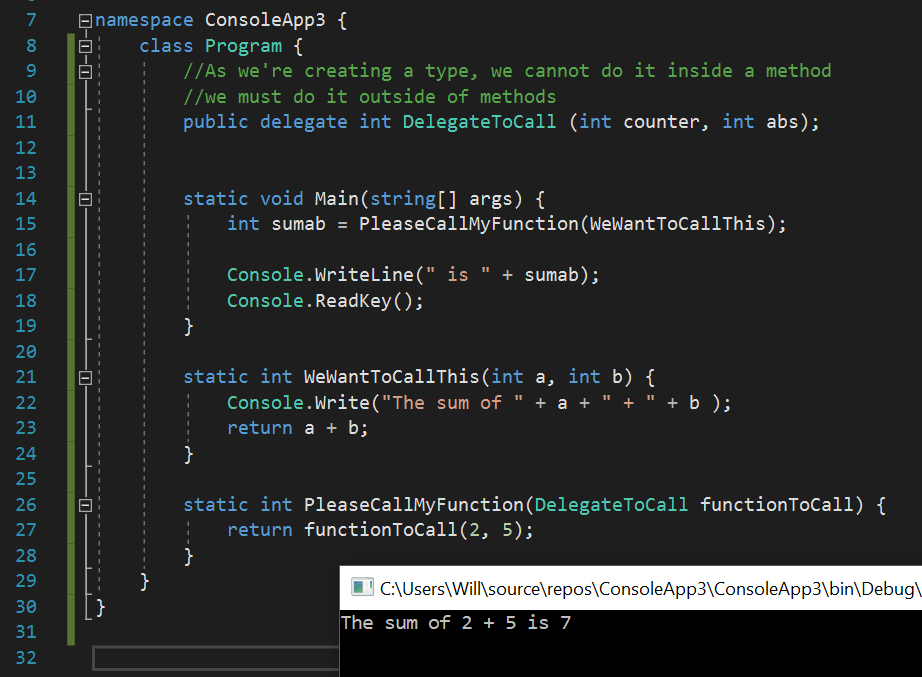 7 namespace ConsoleApp3 {
8 class Program {
9 //As we're creating a type, we cannot do it inside a method
10 //we must do it outside of methods
11 public delegate int DelegateToCall (int counter, int abs);
12
13
14 static void Main(string[] args) {
15 int sumab = PleaseCallMyFunction(WeWantToCallThis);
16
17 Console.WriteLine(" is " + sumab);
18 Console.ReadKey();
19 }
20
21 static int WeWantToCallThis(int a, int b) {
22 Console.Write("The sum of " + a + " + " + b );
23 return a + b;
24 }
25
26 static int PleaseCallMyFunction(DelegateToCall functionToCall) {
27 return functionToCall(2, 5);
28 }
29 }
30 }
31
32
C:\Users\Will\source\repos\ConsoleApp3\ConsoleApp3\bin\Debug\
The sum of 2 + 5 is 7